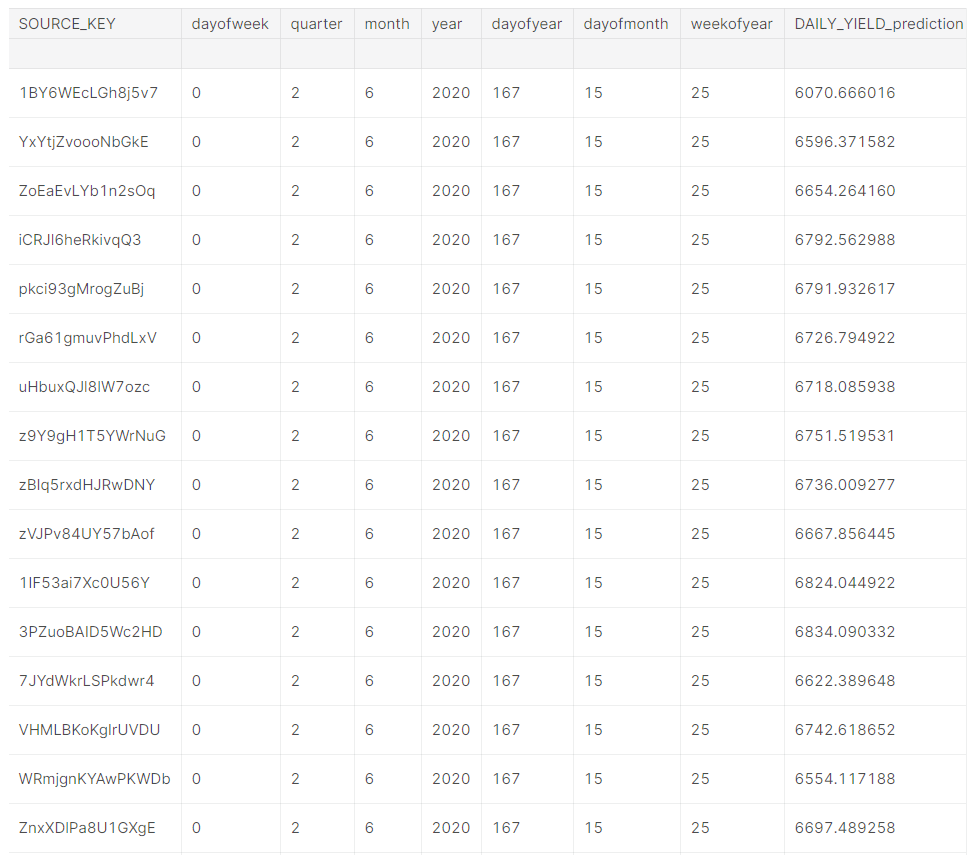 SOURCE_KEY dayofweek quarter month year dayofyear dayofmonth weekofyear DAILY_YIELD_prediction
1BY6WEcLGh8j5v7 0 2 6 2020 167 15 25 6070.666016
YxYtjZvoooNbGkE 0 2 6 2020 167 15 25 6596.371582
ZoEaEvLYb1n2sOq 0 2 6 2020 167 15 25 6654.264160
iCRJl6heRkivqQ3 0 2 6 2020 167 15 25 6792.562988
pkci93gMrogZuBj 0 2 6 2020 167 15 25 6791.932617
rGa61gmuvPhdLxV 0 2 6 2020 167 15 25 6726.794922
uHbuxQJl8lW7ozc 0 2 6 2020 167 15 25 6718.085938
z9Y9gH1T5YWrNuG 0 2 6 2020 167 15 25 6751.519531
zBIq5rxdHJRwDNY 0 2 6 2020 167 15 25 6736.009277
zVJPv84UY57bAof 0 2 6 2020 167 15 25 6667.856445
1IF53ai7Xc0U56Y 0 2 6 2020 167 15 25 6824.044922
3PZuoBAID5Wc2HD 0 2 6 2020 167 15 25 6834.090332
7JYdWkrLSPkdwr4 0 2 6 2020 167 15 25 6622.389648
VHMLBKoKgIrUVDU 0 2 6 2020 167 15 25 6742.618652
WRmjgnKYAwPKWDb 0 2 6 2020 167 15 25 6554.117188
ZnxXDlPa8U1GXgE 0 2 6 2020 167 15 25 6697.489258